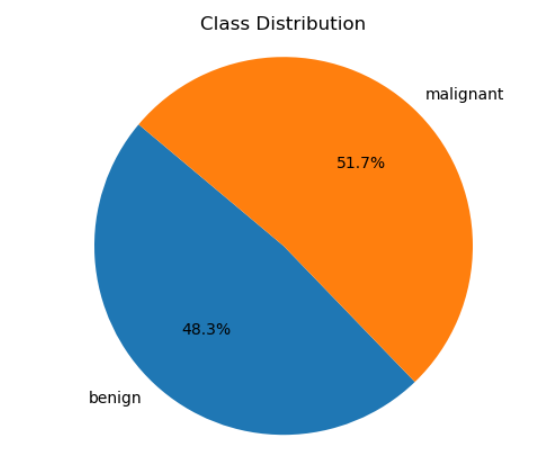 Class Distribution
malignant
51.7%
48.3%
benign